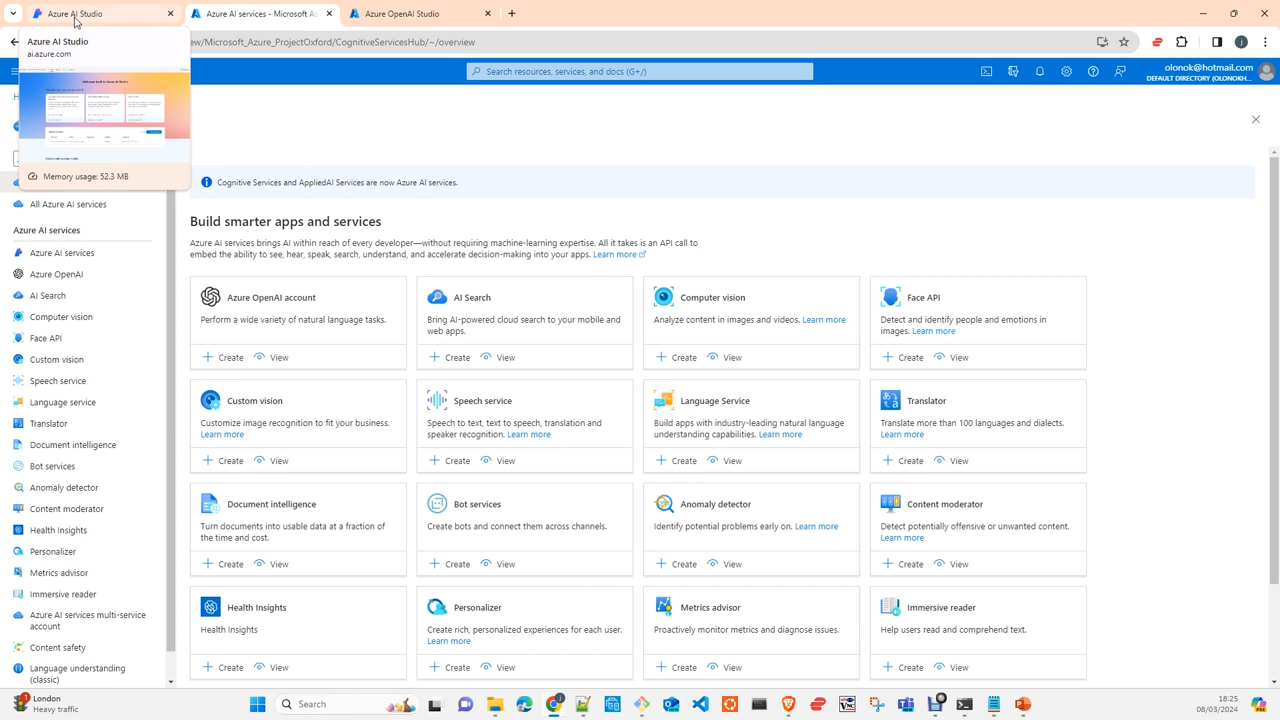 Azure AI Studio
Azure AI services - Microsoft Az
Azure OpenAI Studio
Azure AI Studio
ai.azure.com
ew/Microsoft_Azure_ProjectOxford/CognitiveServicesHub/~/overview
Search resources, services, and docs (G+/)
olonok@hotmail.com
DEFAULT DIRECTORY (OLONOKH...
Memory usage: 52.3 MB
Cognitive Services and AppliedAI Services are now Azure AI services.
All Azure AI services
Azure AI services
Azure AI services
Azure OpenAI
AI Search
Computer vision
Face API
Custom vision
Speech service
Language service
Translator
Document intelligence
Bot services
Anomaly detector
Content moderator
Health Insights
Personalizer
Metrics advisor
Immersive reader
Azure AI services multi-service
account
Content safety
Language understanding
(classic)
Build smarter apps and services
Azure AI services brings AI within reach of every developer—without requiring machine-learning expertise. All it takes is an API call to
embed the ability to see, hear, speak, search, understand, and accelerate decision-making into your apps. Learn more
Azure OpenAI account
Perform a wide variety of natural language tasks.
Create View
AI Search
Bring AI-powered cloud search to your mobile and
web apps.
Create View
Computer vision
Analyze content in images and videos. Learn more
Create View
Face API
Detect and identify people and emotions in
images. Learn more
Create View
Custom vision
Customize image recognition to fit your business.
Learn more
Create View
Speech service
Speech to text, text to speech, translation and
speaker recognition. Learn more
Create View
Language Service
Build apps with industry-leading natural language
understanding capabilities. Learn more
Create View
Translator
Translate more than 100 languages and dialects.
Learn more
Create View
Document intelligence
Turn documents into usable data at a fraction of
the time and cost.
Create View
Bot services
Create bots and connect them across channels.
Create View
Anomaly detector
Identify potential problems early on. Learn more
Create View
Content moderator
Detect potentially offensive or unwanted content.
Learn more
Create View
Health Insights
Health Insights
Create View
Personalizer
Create rich, personalized experiences for each user.
Learn more
Create View
Metrics advisor
Proactively monitor metrics and diagnose issues.
Create View
Immersive reader
Help users read and comprehend text.
Create View
London
Heavy traffic
Search
18:25
08/03/2024